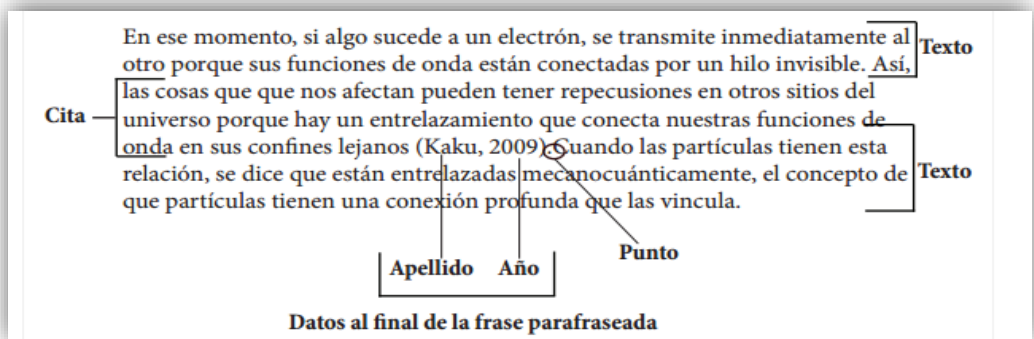 En ese momento, si algo sucede a un electrón, se transmite inmediatamente al
Texto
otro porque sus funciones de onda están conectadas por un hilo invisible. Así,
las cosas que que nos afectan pueden tener repecusiones en otros sitios del
Cita
universo porque hay un entrelazamiento que conecta nuestras funciones de
onda en sus confines lejanos (Kaku, 2009). Cuando las partículas tienen esta
relación, se dice que están entrelazadas mecanocuánticamente, el concepto de
Texto
que partículas tienen una conexión profunda que las vincula.
Punto
Apellido Año
Datos al final de la frase parafraseada